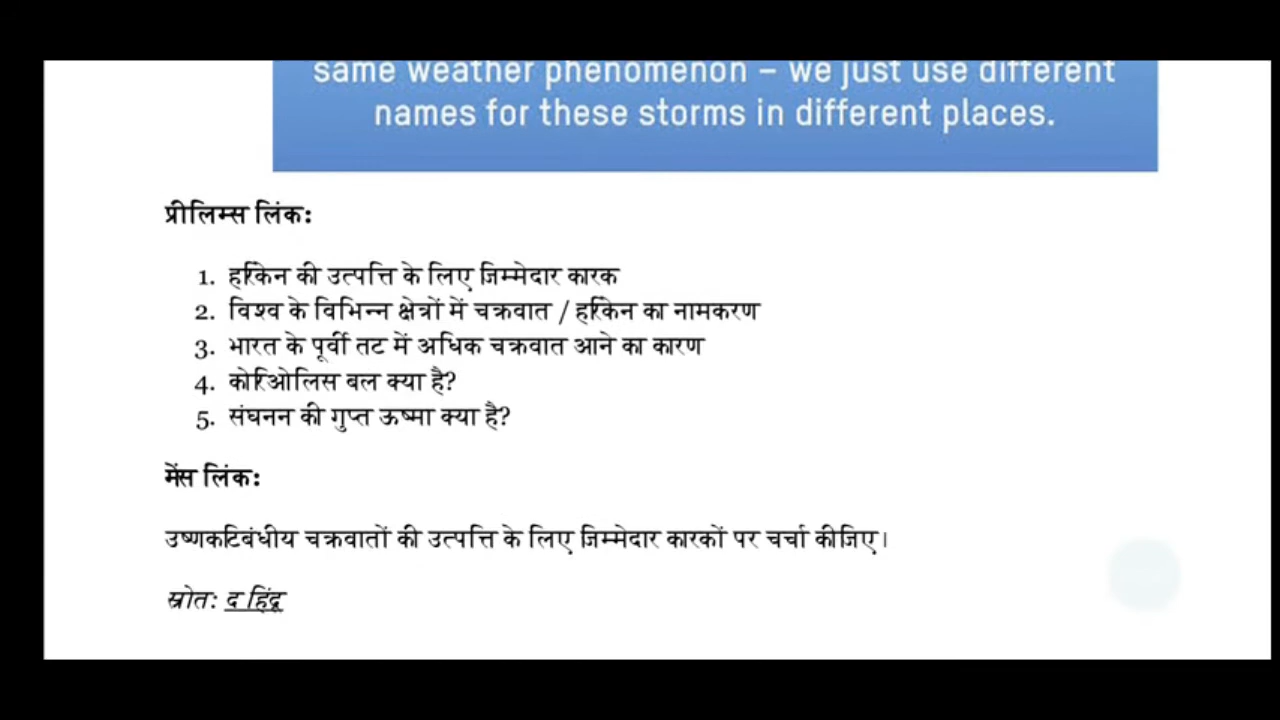 same weather phenomenon – we just use different
names for these storms in different places.
प्रीलिम्स लिंक:
1. हरिकेन की उत्पत्ति के लिए जिम्मेदार कारक
2. विश्व के विभिन्न क्षेत्रों में चक्रवात / हरिकेन का नामकरण
3. भारत के पूर्वी तट में अधिक चक्रवात आने का कारण
4. कोरिओलिस बल क्या है?
5. संघनन की गुप्त ऊष्मा क्या है?
मेंस लिंक:
उष्णकटिबंधीय चक्रवातों की उत्पत्ति के लिए जिम्मेदार कारकों पर चर्चा कीजिए।
स्रोत: द हिंदू